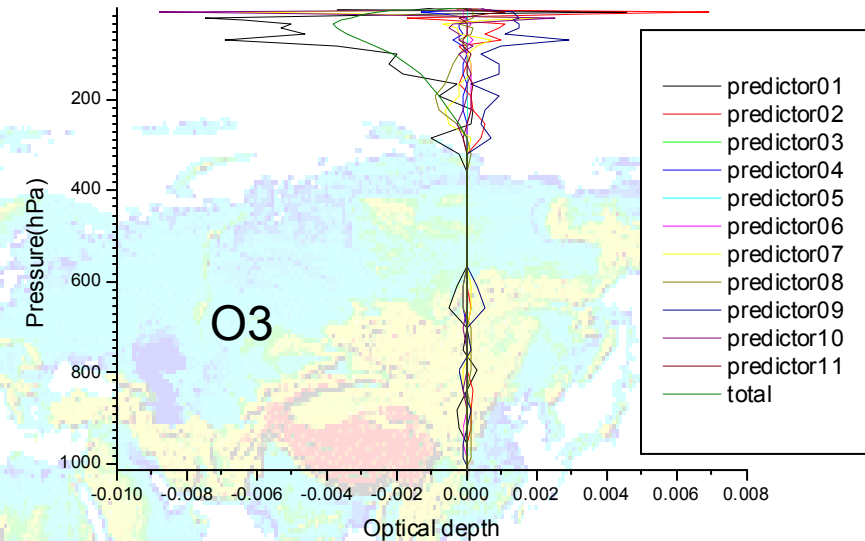 200
400
600
800
1000
Pressure(hPa)
O3
-0.010 -0.008 -0.006 -0.004 -0.002 0.000 0.002 0.004 0.006 0.008
Optical depth
predictor01
predictor02
predictor03
predictor04
predictor05
predictor06
predictor07
predictor08
predictor09
predictor10
predictor11
total